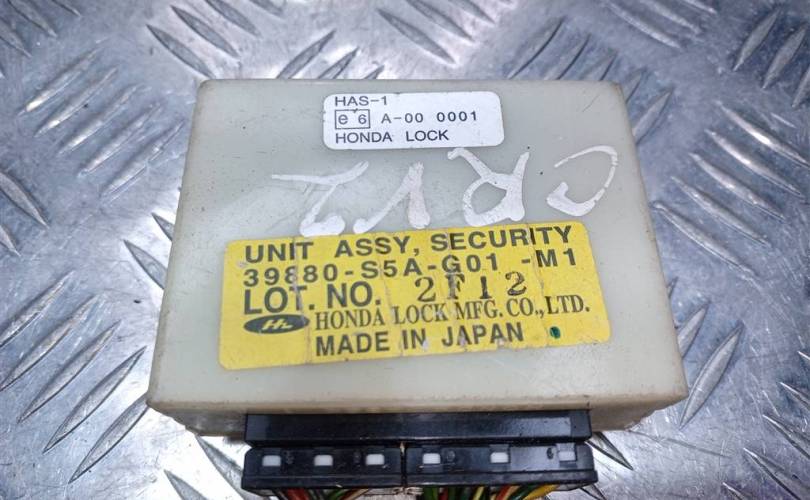 HAS-1
e 6 A-00 0001
HONDA LOCK
CRV2
UNIT ASSY, SECURITY
39880-S5A-G01 -M1
LOT. NO. 2F12
HL HONDA LOCK MFG. CO., LTD.
MADE IN JAPAN